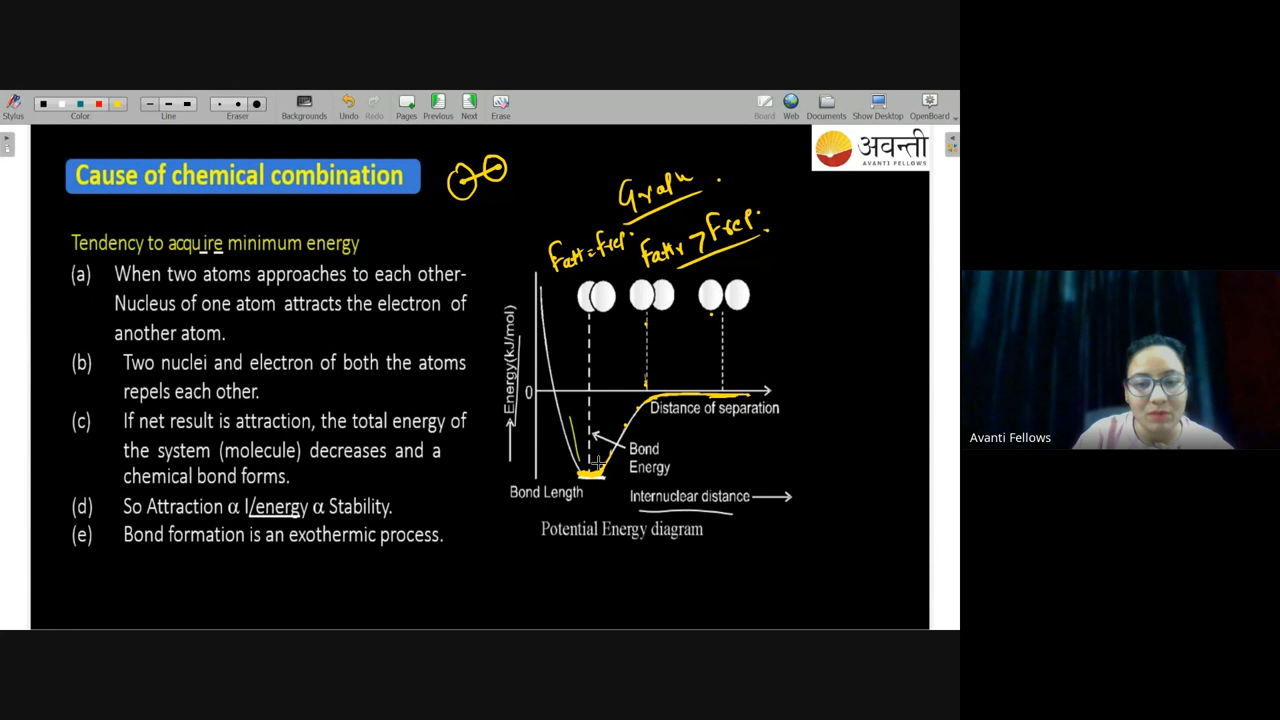 Stylus
Color
Line
Eraser
Backgrounds
Undo
Redo
Pages
Previous
Next
Erase
Board
Web
Documents
Show Desktop
OpenBoard
अवन्ती
AVANTI FELLOWS
Cause of chemical combination
Graph
Tendency to acquire minimum energy
Fatt = Frep.
Fattr > Frep.
(a) When two atoms approaches to each other-
Nucleus of one atom attracts the electron of
another atom.
(b) Two nuclei and electron of both the atoms
repels each other.
(c) If net result is attraction, the total energy of
the system (molecule) decreases and a
chemical bond forms.
(d) So Attraction α I/energy α Stability.
(e) Bond formation is an exothermic process.
Energy(kJ/mol)
0
Distance of separation
Bond
Energy
Bond Length
Internuclear distance
Potential Energy diagram
Avanti Fellows